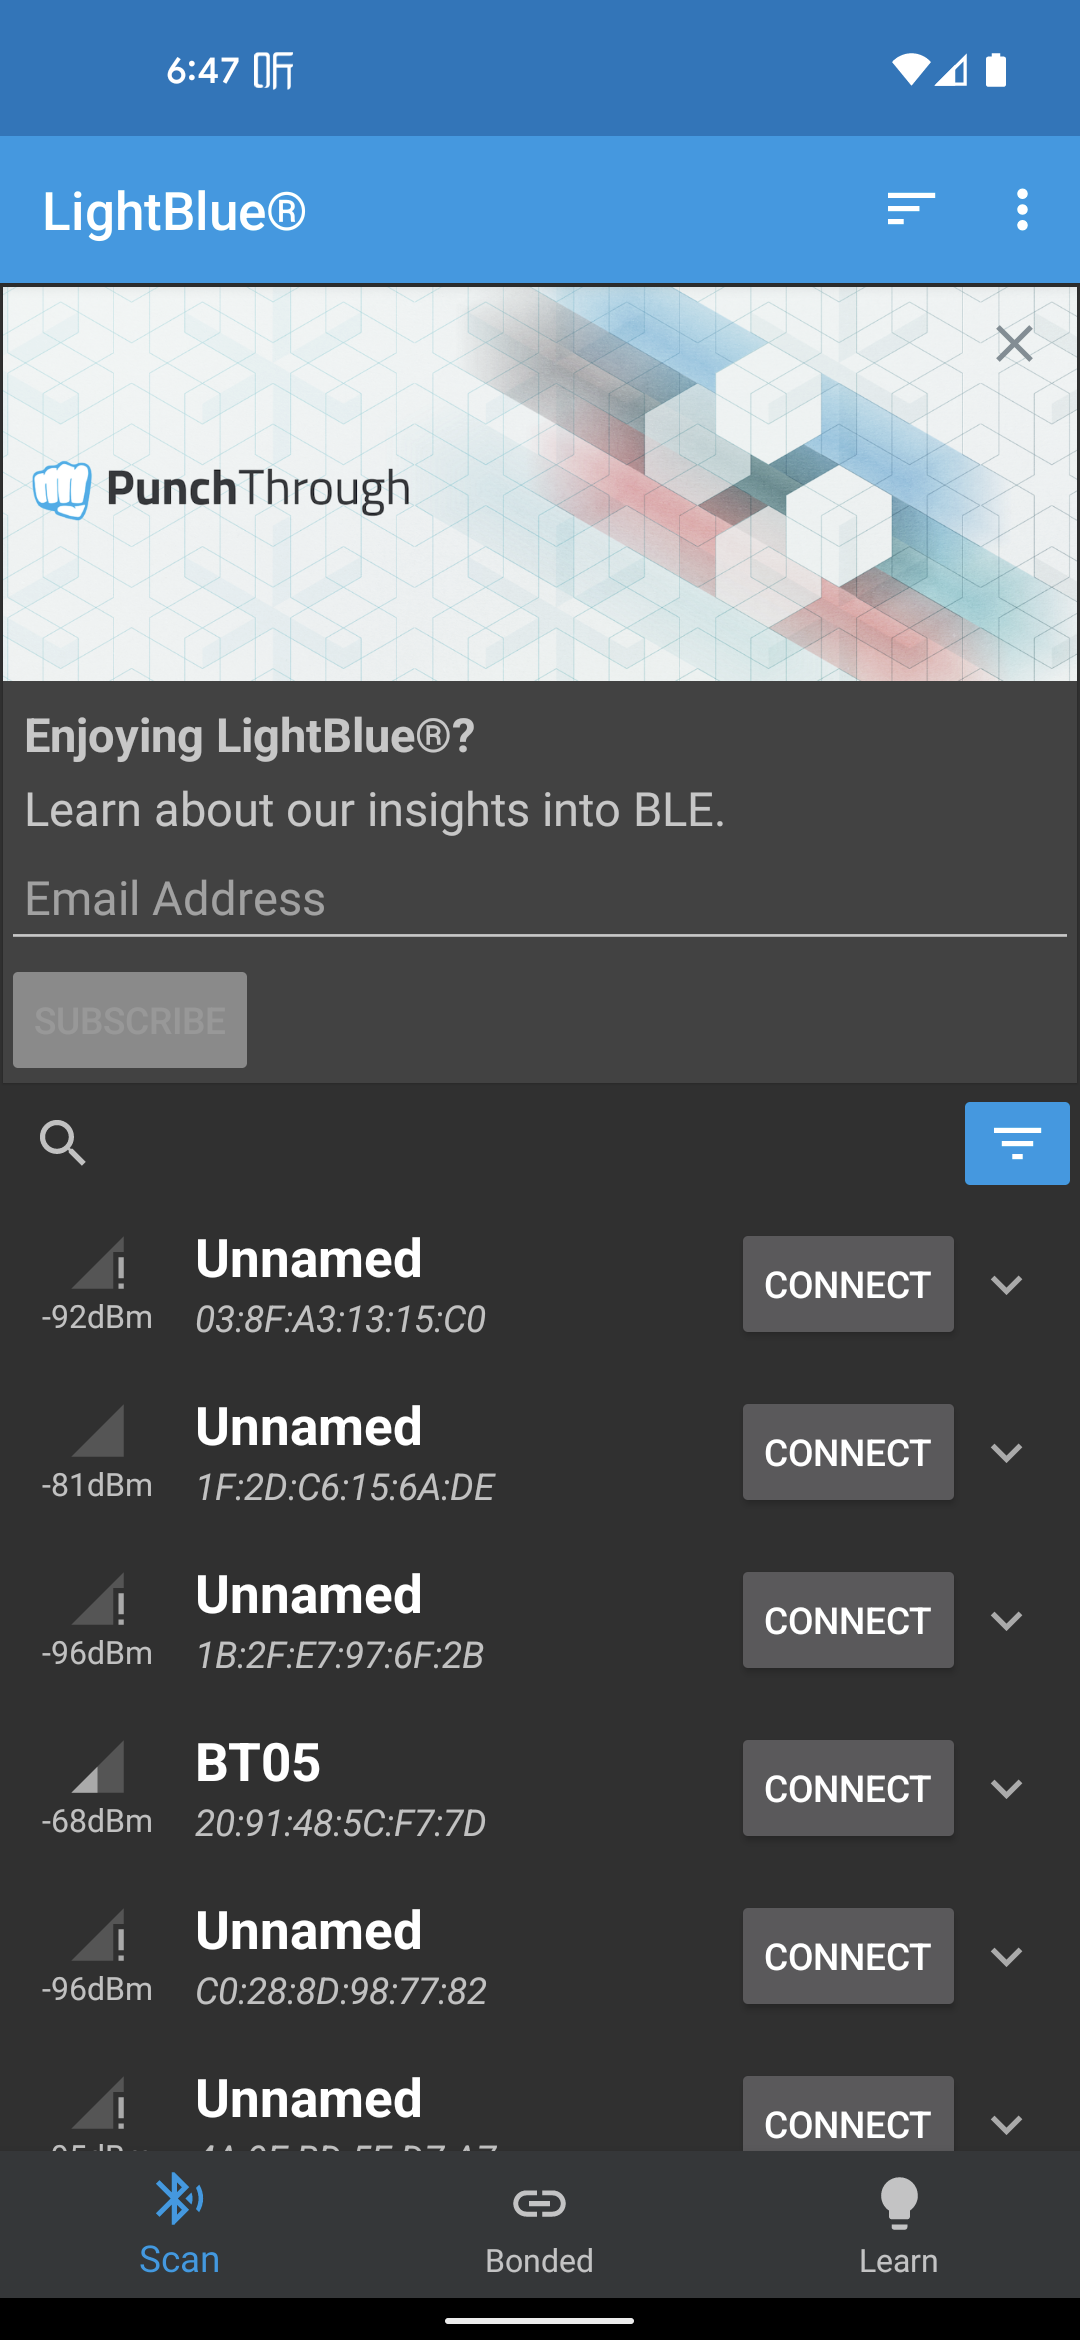 6:47 听
LightBlue®
PunchThrough
Enjoying LightBlue®?
Learn about our insights into BLE.
Email Address
SUBSCRIBE
Unnamed
-92dBm 03:8F:A3:13:15:C0 CONNECT
Unnamed
-81dBm 1F:2D:C6:15:6A:DE CONNECT
Unnamed
-96dBm 1B:2F:E7:97:6F:2B CONNECT
BT05
-68dBm 20:91:48:5C:F7:7D CONNECT
Unnamed
-96dBm C0:28:8D:98:77:82 CONNECT
Unnamed
CONNECT
Scan Bonded Learn